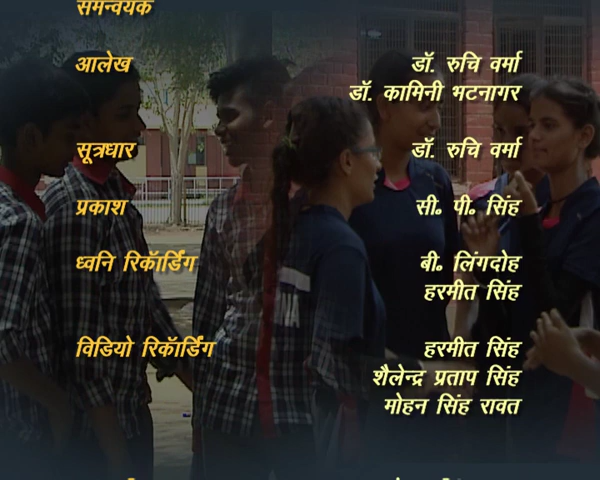 समन्वयक
आलेख डॉ. रुचि वर्मा
डॉ. कामिनी भटनागर
सूत्रधार डॉ. रुचि वर्मा
प्रकाश सी॰ पी॰ सिंह
ध्वनि रिकॅार्डिंग बी॰ लिंगदोह
हरमीत सिंह
विडियो रिकॅार्डिंग हरमीत सिंह
शैलेन्द्र प्रताप सिंह
मोहन सिंह रावत